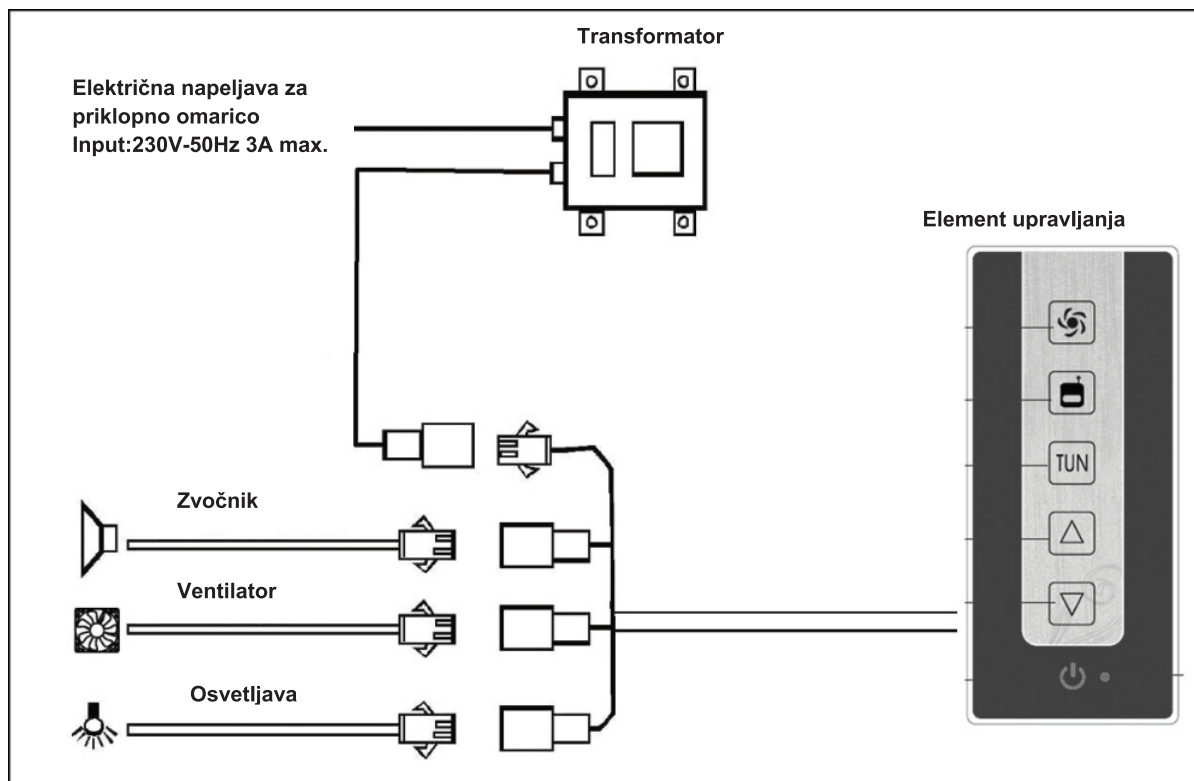 Transformator
Električna napeljava za
priklopno omarico
Input:230V-50Hz 3A max.
Element upravljanja
TUN
Zvočnik
Ventilator
Osvetljava